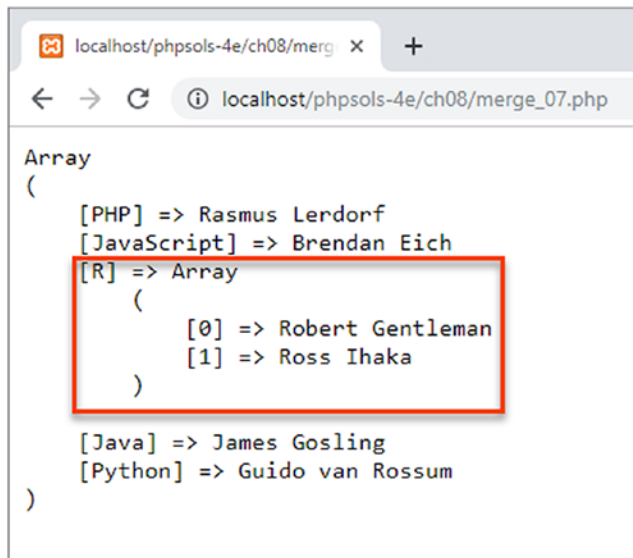 localhost/phpsols-4e/ch08/merg
localhost/phpsols-4e/ch08/merge_07.php
Array
(
    [PHP] => Rasmus Lerdorf
    [JavaScript] => Brendan Eich
    [R] => Array
        (
            [0] => Robert Gentleman
            [1] => Ross Ihaka
        )
    [Java] => James Gosling
    [Python] => Guido van Rossum
)